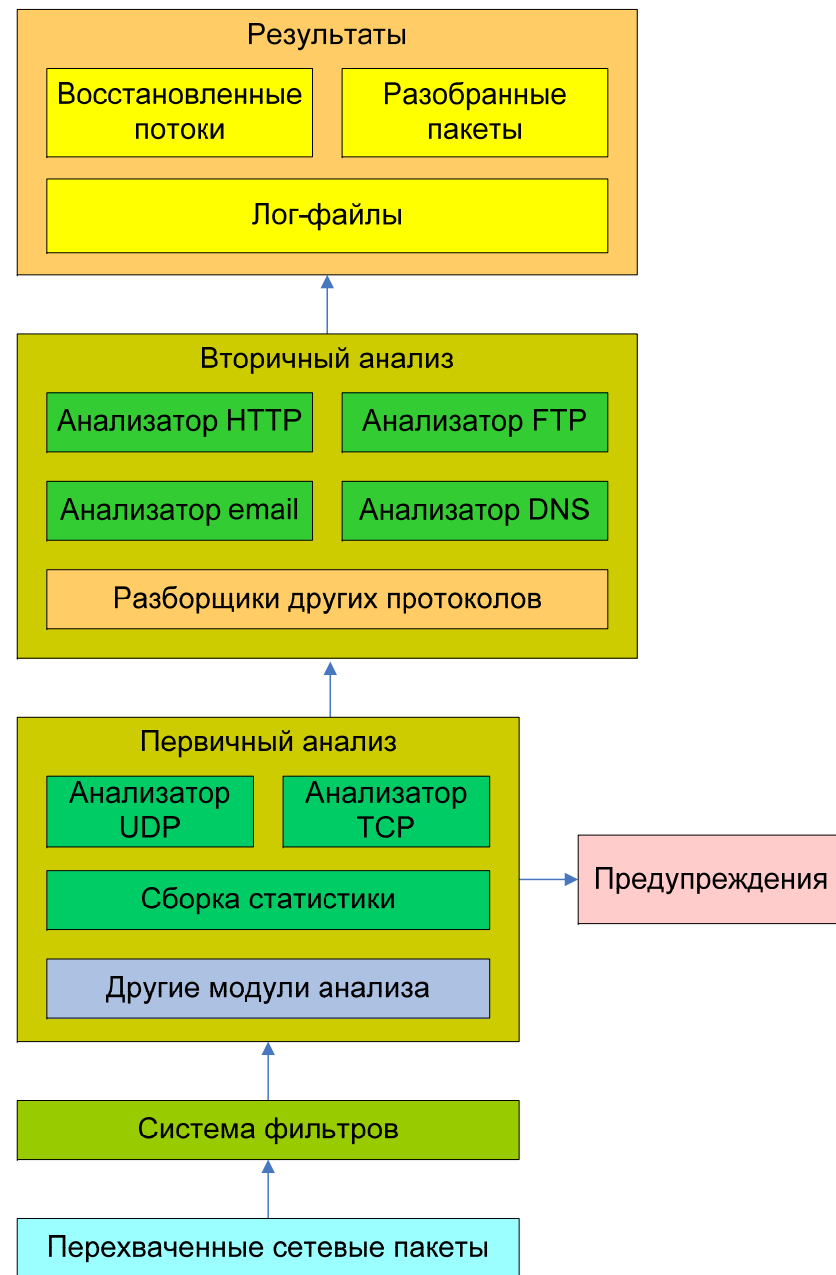 Результаты
Восстановленные
потоки
Разобранные
пакеты
Лог-файлы
Вторичный анализ
Анализатор HTTP
Анализатор FTP
Анализатор email
Анализатор DNS
Разборщики других протоколов
Первичный анализ
Анализатор
UDP
Анализатор
TCP
Сборка статистики
Другие модули анализа
Предупреждения
Система фильтров
Перехваченные сетевые пакеты